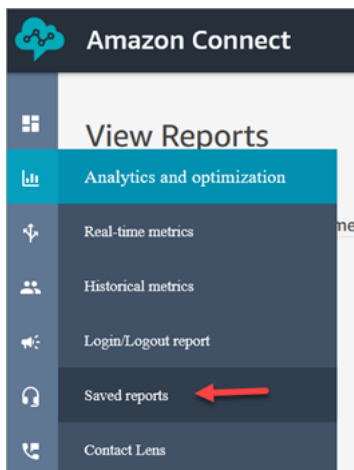 Amazon Connect
View Reports
Analytics and optimization
Real-time metrics
me
Historical metrics
Login/Logout report
Saved reports
Contact Lens